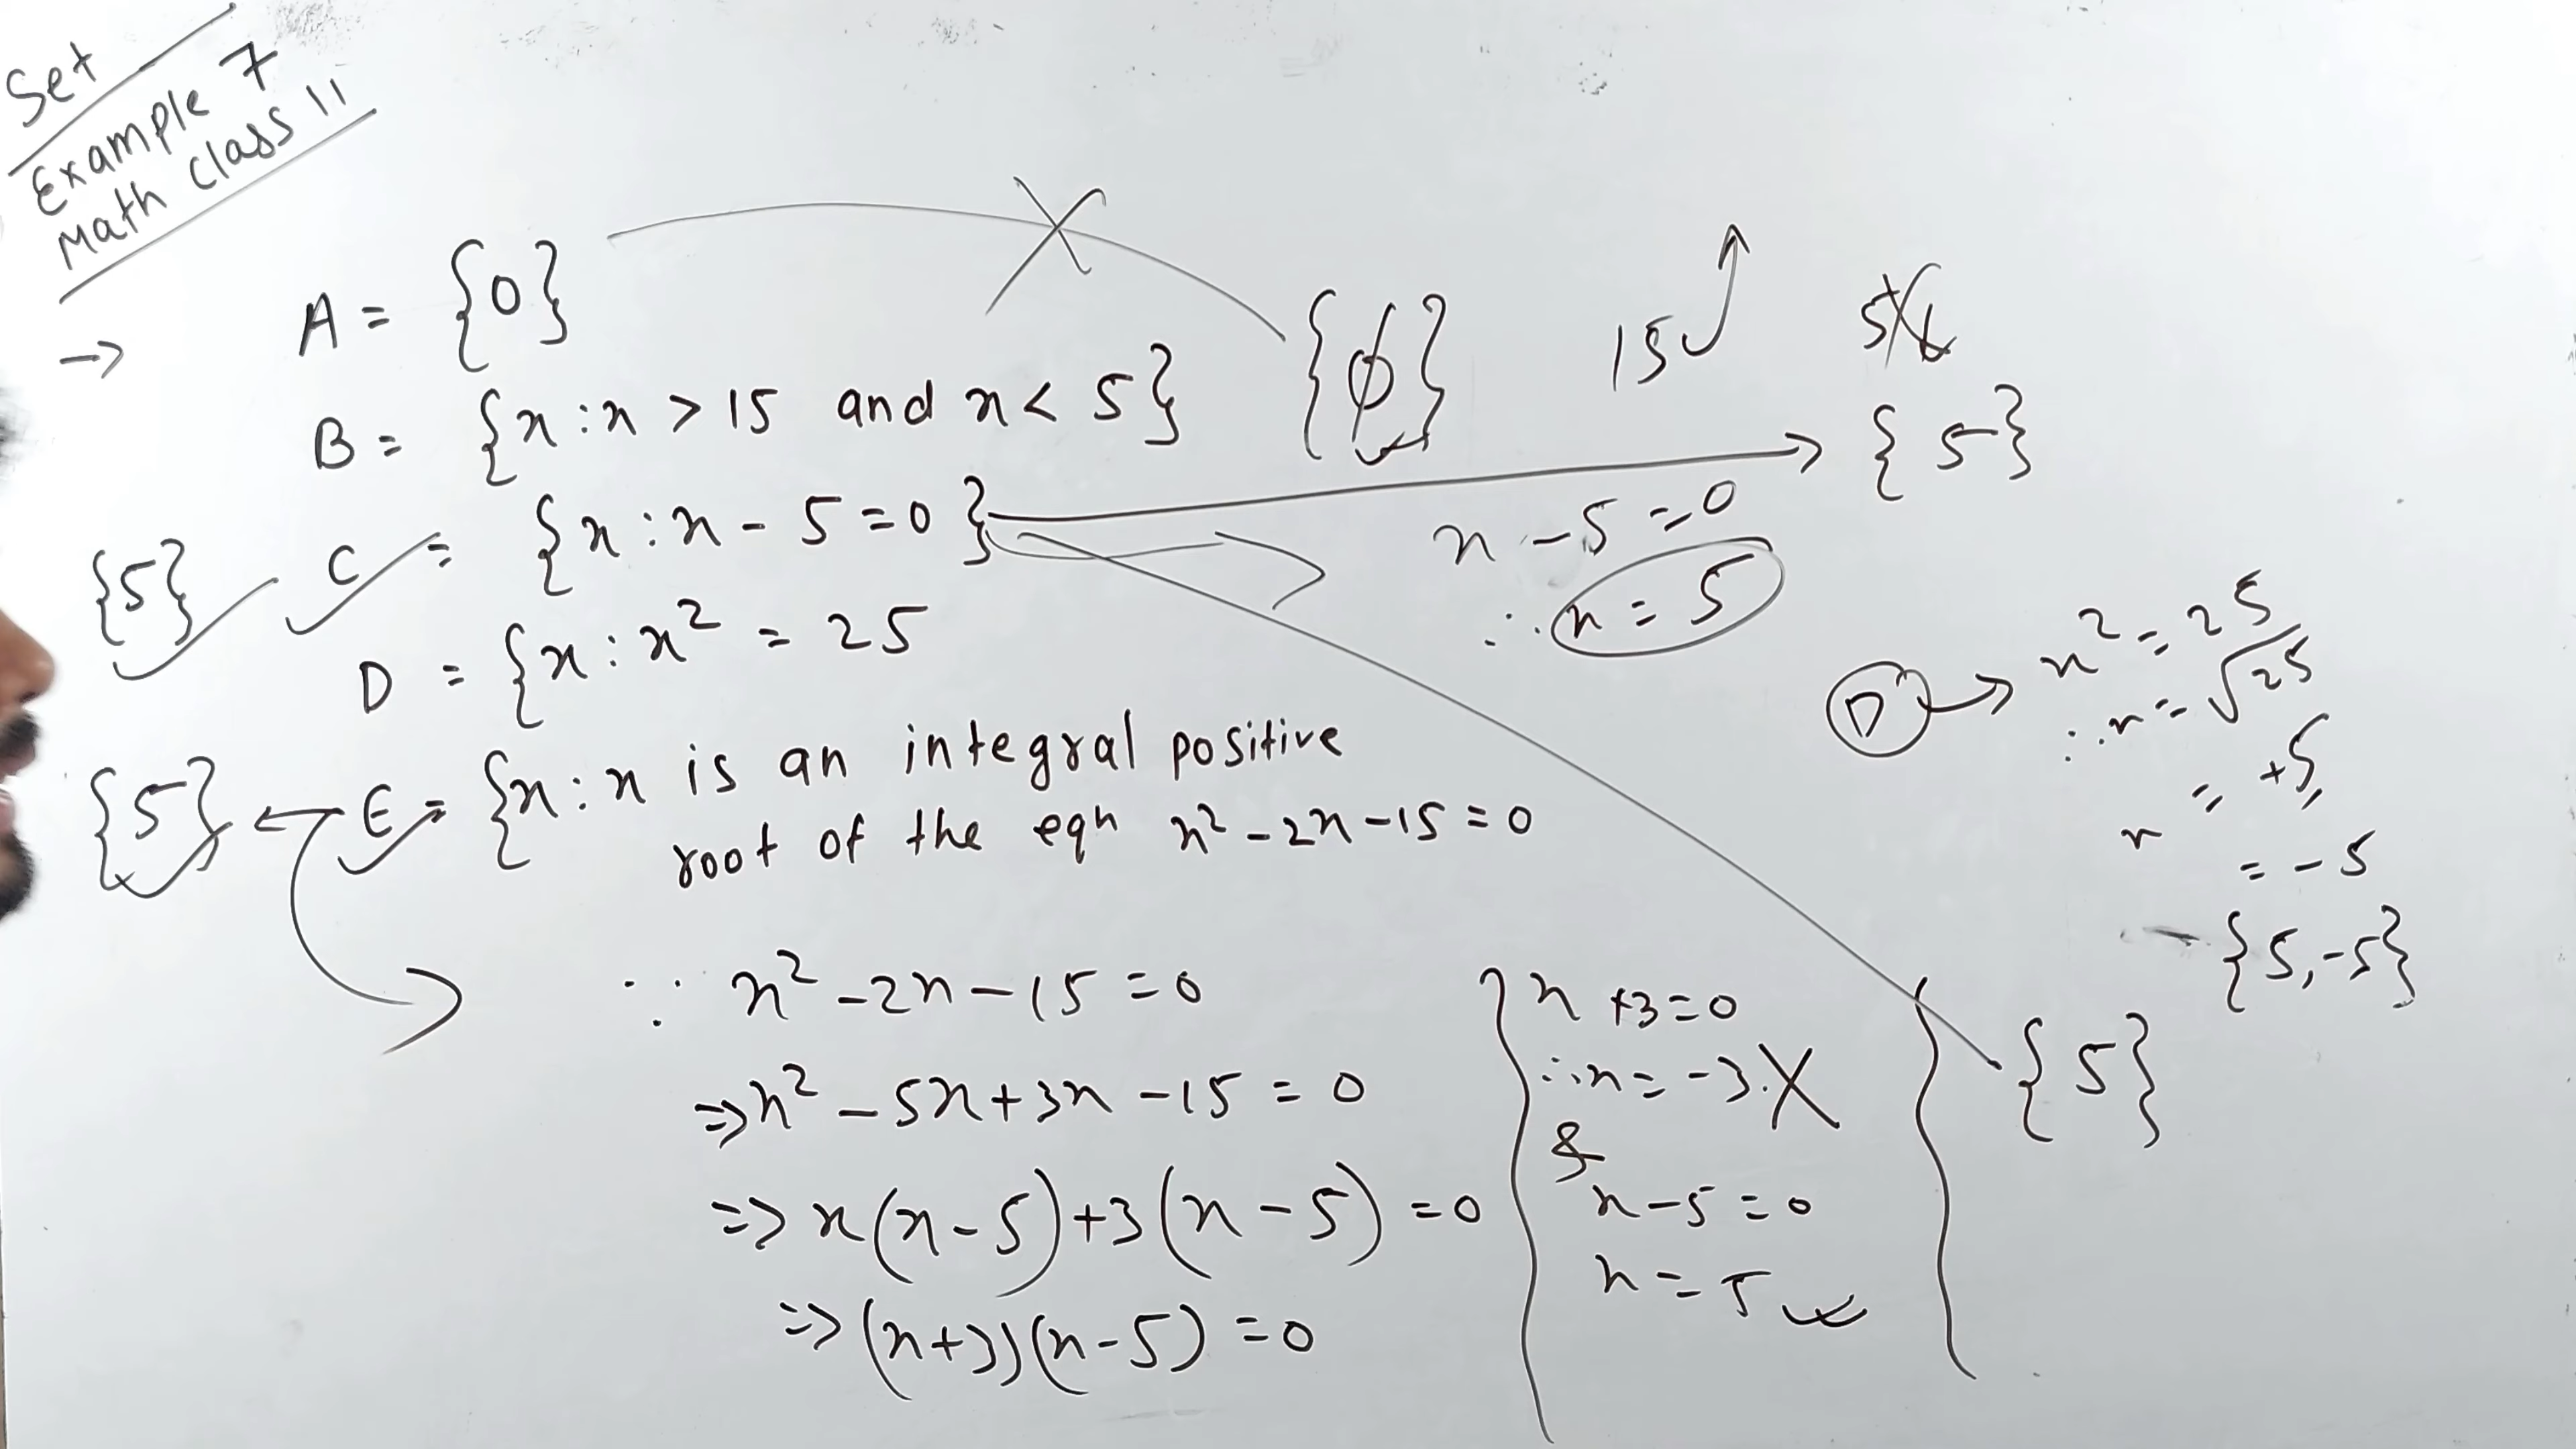 Set
Example 7
Math Class 11
→ A = {0}
B = {x : x > 15 and x < 5}
{ϕ}
15
{5}
{5} C = {x : x - 5 = 0}
x - 5 = 0
∴ x = 5
D = {x : x² = 25
D → x² = 25
∴ x = √25
= +5,
x
= -5
{5, -5}
{5} ← E = {x : x is an integral positive
root of the eqn x² - 2x - 15 = 0
∵ x² - 2x - 15 = 0
⇒ x² - 5x + 3x - 15 = 0
⇒ x(x - 5) + 3(x - 5) = 0
⇒ (x + 3)(x - 5) = 0
x + 3 = 0
∴ x = -3.
&
x - 5 = 0
x = 5
{5}